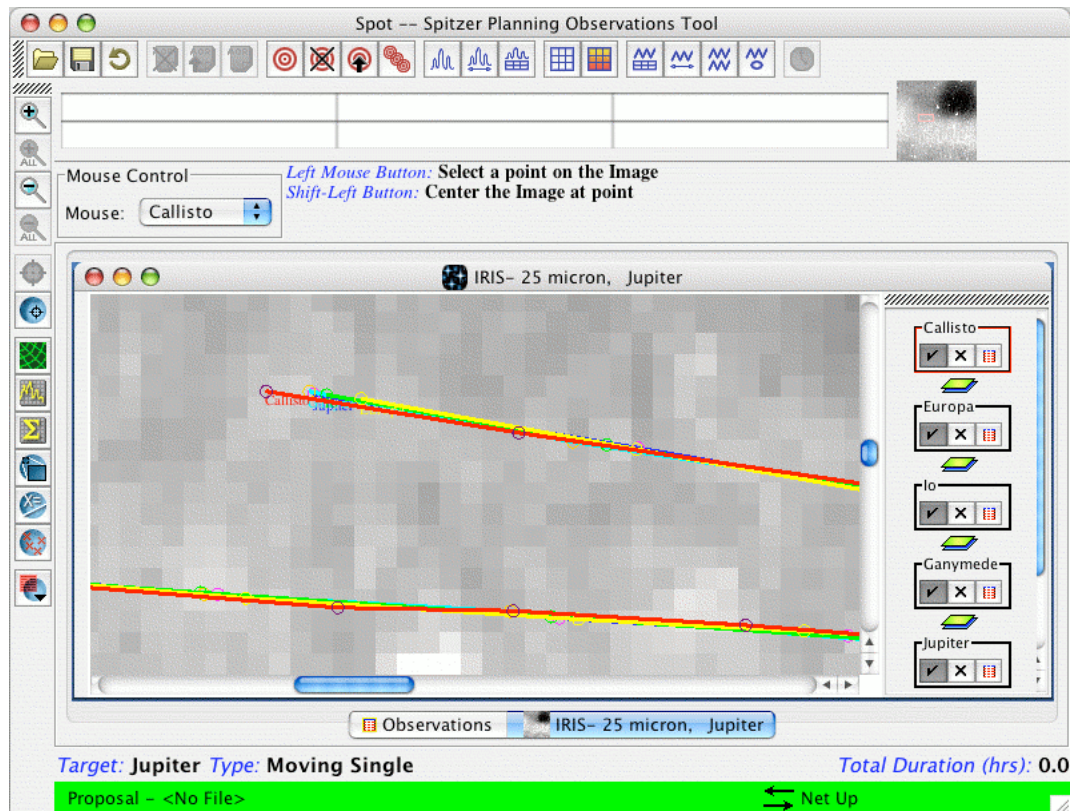 Spot -- Spitzer Planning Observations Tool
ALL
ALL
Mouse Control
Mouse: Callisto
Left Mouse Button: Select a point on the Image
Shift-Left Button: Center the Image at point
IRIS- 25 micron, Jupiter
Callisto
Jupiter
Callisto
Europa
Io
Ganymede
Jupiter
Observations
IRIS- 25 micron, Jupiter
Target: Jupiter Type: Moving Single
Total Duration (hrs): 0.0
Proposal - <No File>
Net Up